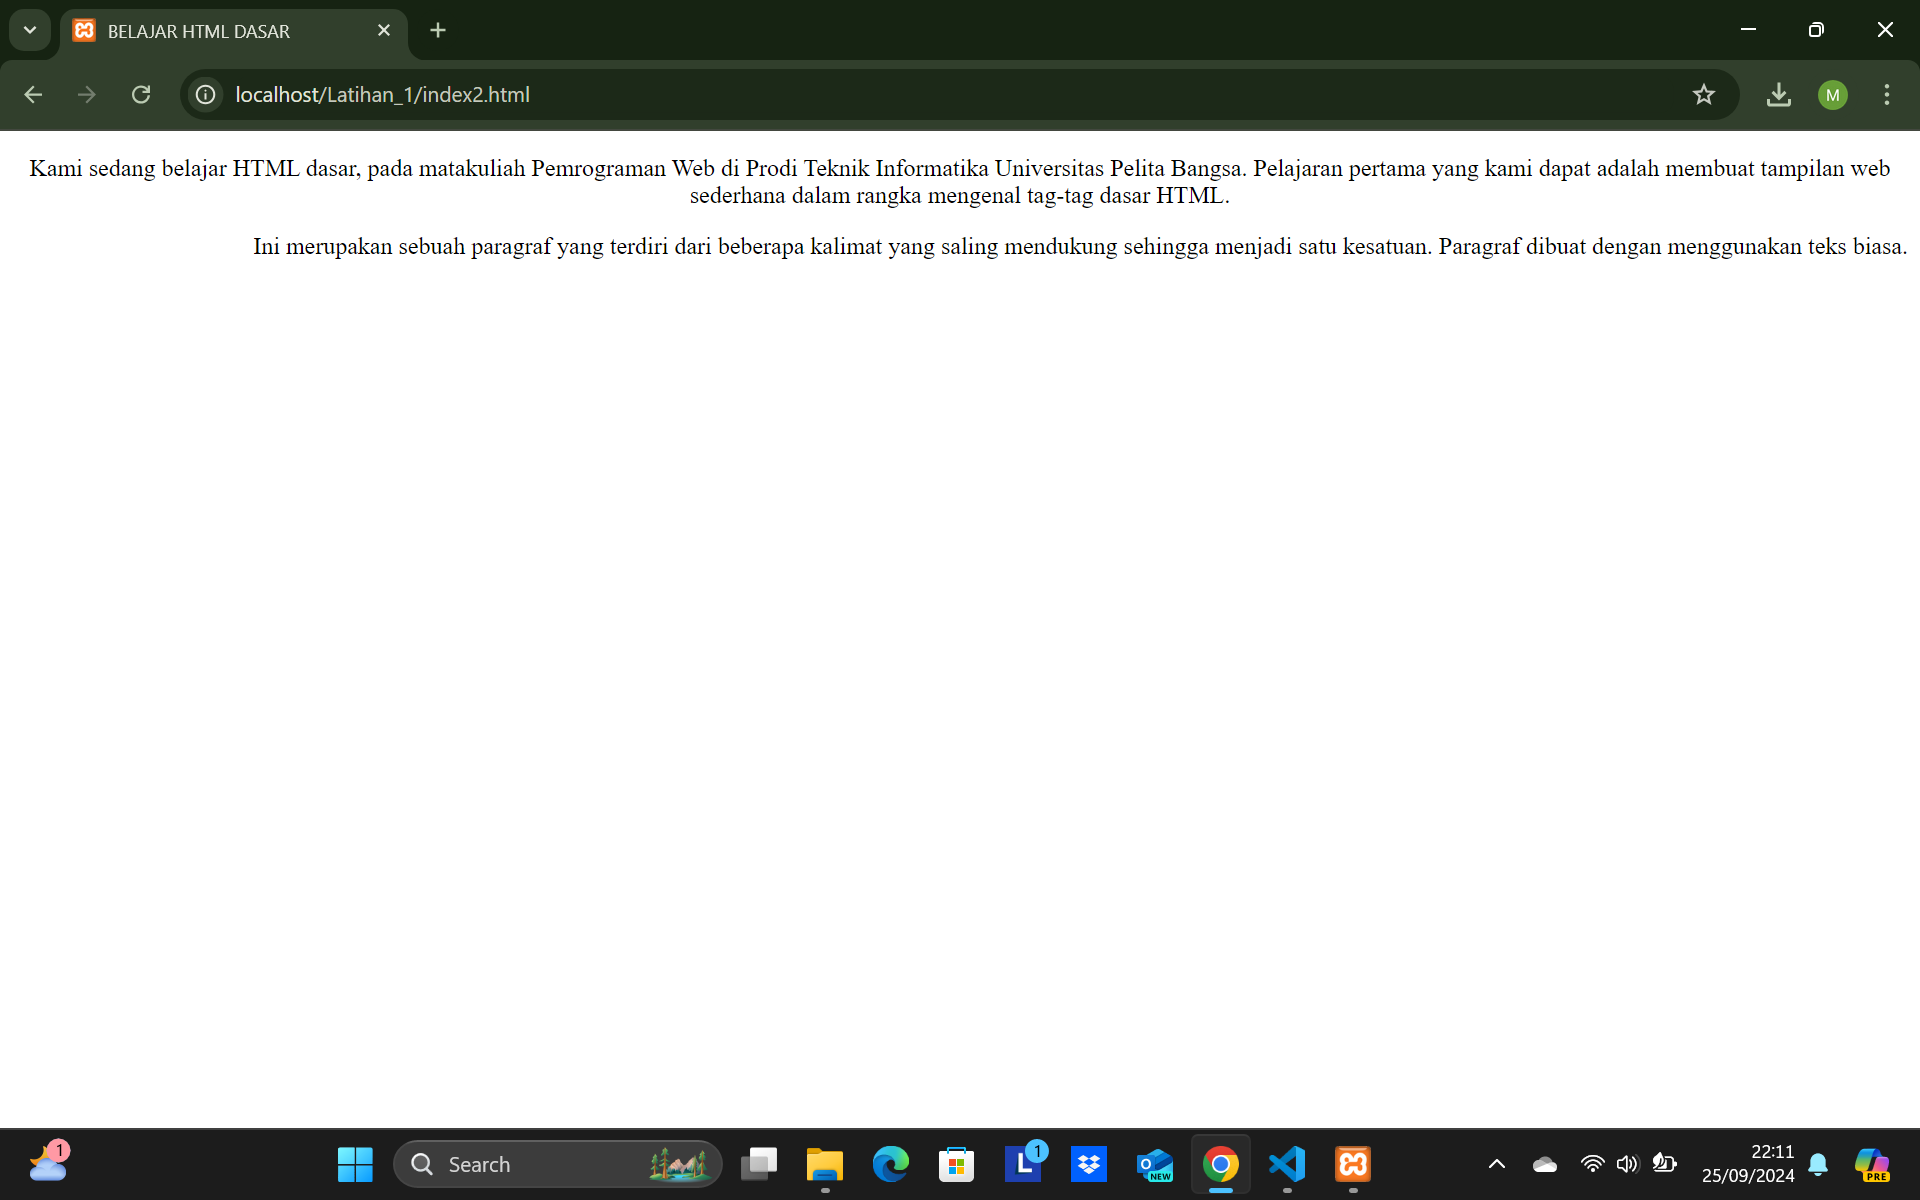 BELAJAR HTML DASAR
localhost/Latihan_1/index2.html
M
Kami sedang belajar HTML dasar, pada matakuliah Pemrograman Web di Prodi Teknik Informatika Universitas Pelita Bangsa. Pelajaran pertama yang kami dapat adalah membuat tampilan web
sederhana dalam rangka mengenal tag-tag dasar HTML.
Ini merupakan sebuah paragraf yang terdiri dari beberapa kalimat yang saling mendukung sehingga menjadi satu kesatuan. Paragraf dibuat dengan menggunakan teks biasa.
1
Search
L
1
O
NEW
22:11
25/09/2024
PRE